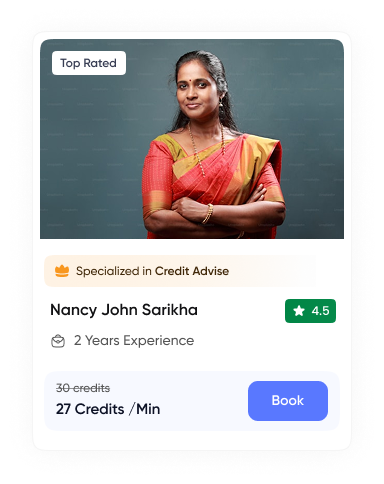 Top Rated
Specialized in Credit Advise
Nancy John Sarikha
4.5
2 Years Experience
30 credits
27 Credits /Min
Book